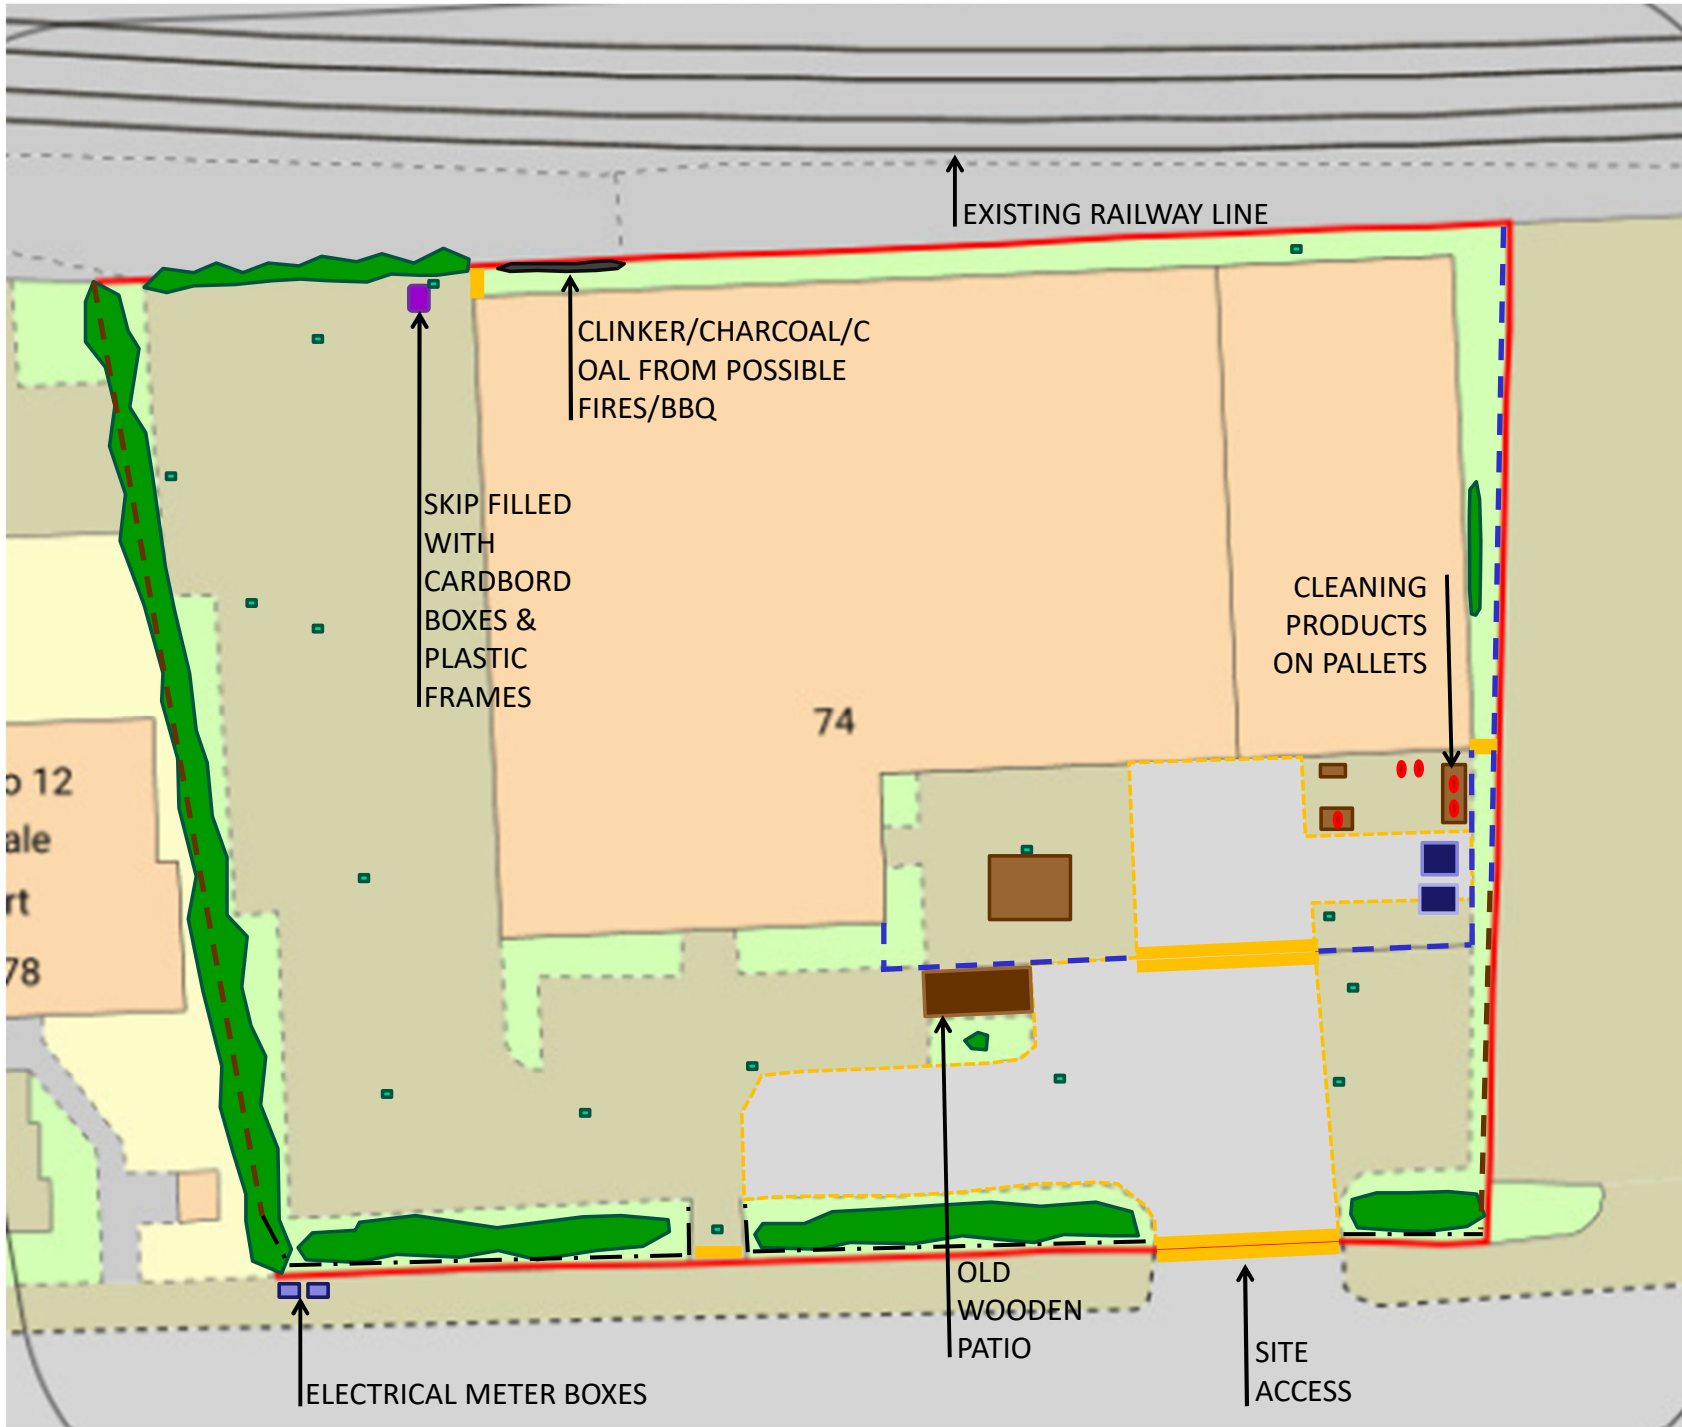 EXISTING RAILWAY LINE
CLINKER/CHARCOAL/C
OAL FROM POSSIBLE
FIRES/BBQ
SKIP FILLED
WITH
CARDBORD
BOXES &
PLASTIC
FRAMES
CLEANING
PRODUCTS
ON PALLETS
74
o 12
ale
rt
78
OLD
WOODEN
PATIO
SITE
ACCESS
ELECTRICAL METER BOXES